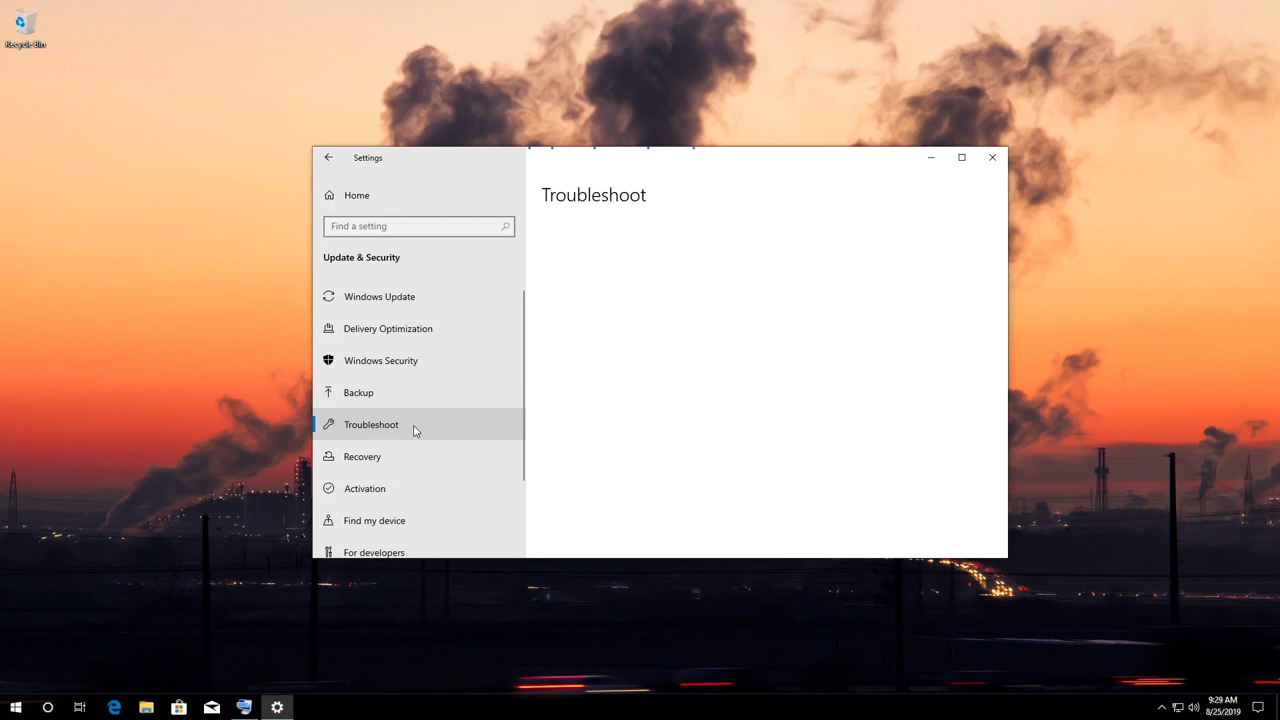 Recycle Bin
Settings
Home
Find a setting
Update & Security
Windows Update
Delivery Optimization
Windows Security
Backup
Troubleshoot
Recovery
Activation
Find my device
For developers
Troubleshoot
9:29 AM
8/25/2019